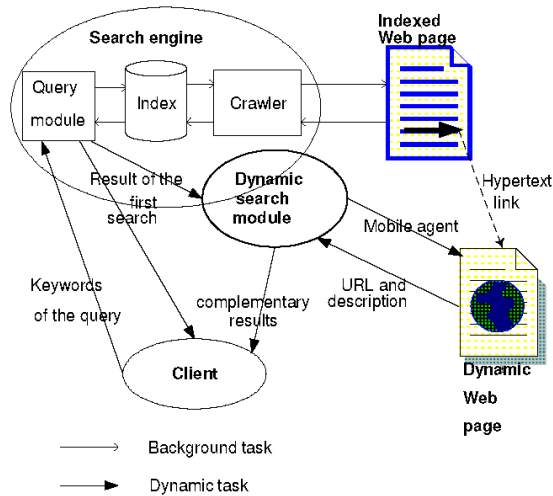 Search engine
Indexed
Web page
Query
module
Index
Crawler
Result of the
first
search
Dynamic
search
module
Hypertext
link
Mobile agent
Keywords
of the query
URL and
description
complementary
results
Client
Dynamic
Web
page
Background task
Dynamic task